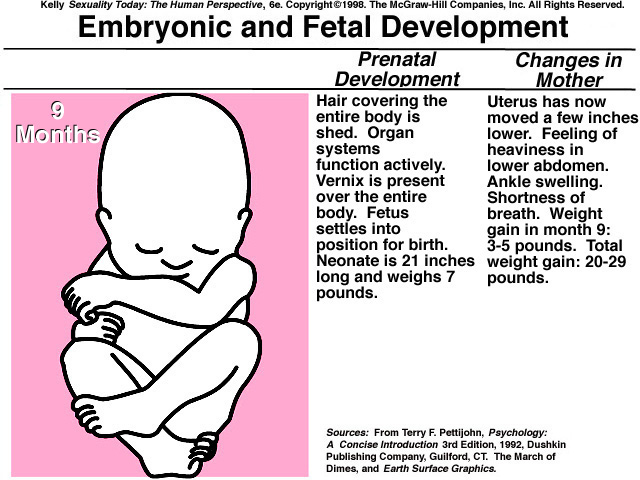 Kelly Sexuality Today: The Human Perspective, 6e. Copyright©1998. The McGraw-Hill Companies, Inc. All Rights Reserved.
Embryonic and Fetal Development
Prenatal
Development
Changes in
Mother
9
Months
Hair covering the
entire body is
shed. Organ
systems
function actively.
Vernix is present
over the entire
body. Fetus
settles into
position for birth.
Neonate is 21 inches
long and weighs 7
pounds.
Uterus has now
moved a few inches
lower. Feeling of
heaviness in
lower abdomen.
Ankle swelling.
Shortness of
breath. Weight
gain in month 9:
3-5 pounds. Total
weight gain: 20-29
pounds.
Sources: From Terry F. Pettijohn, Psychology:
A Concise Introduction 3rd Edition, 1992, Dushkin
Publishing Company, Guilford, CT. The March of
Dimes, and Earth Surface Graphics.